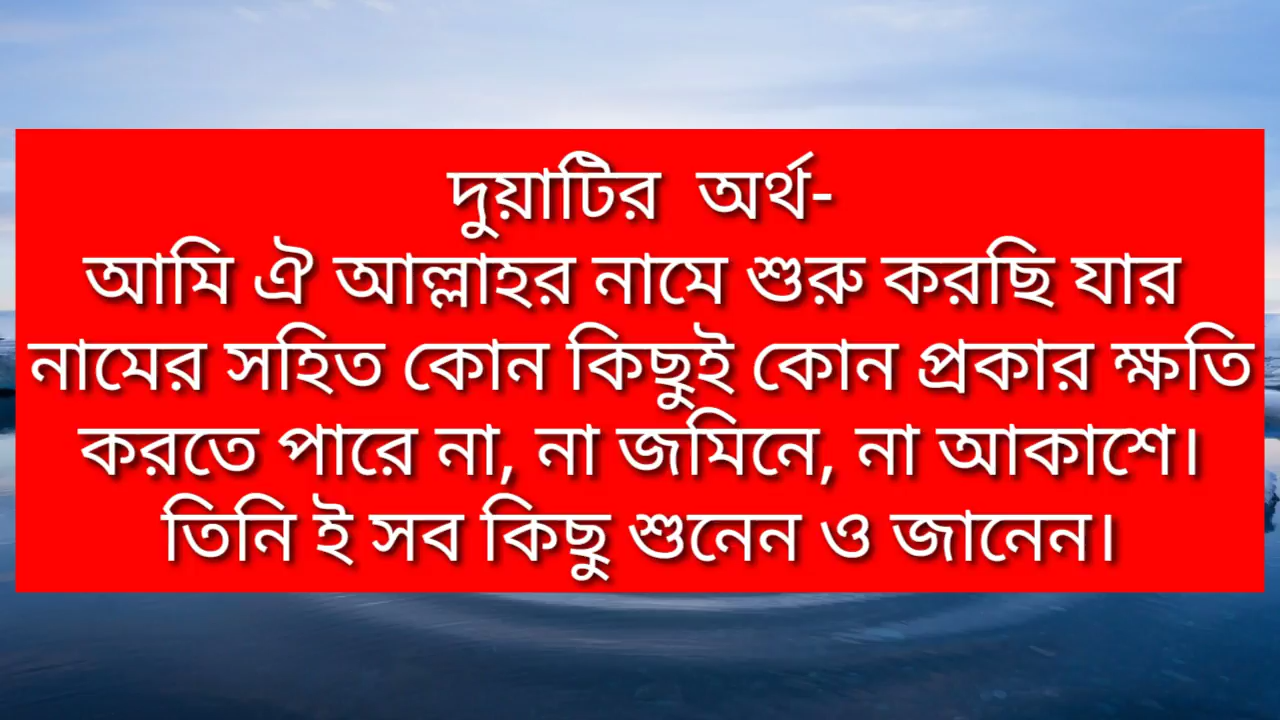 দুয়াটির অর্থ-
আমি ঐ আল্লাহর নামে শুরু করছি যার
নামের সহিত কোন কিছুই কোন প্রকার ক্ষতি
করতে পারে না, না জমিনে, না আকাশে।
তিনি ই সব কিছু শুনেন ও জানেন।